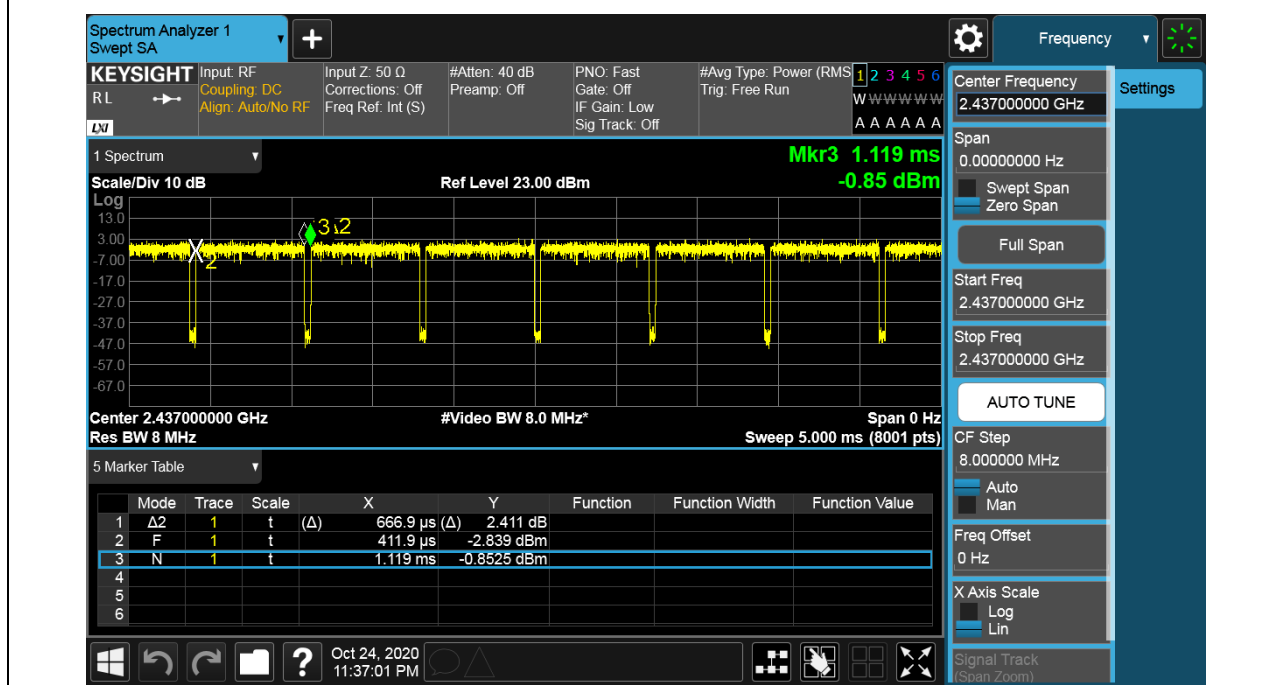 Spectrum Analyzer 1
Swept SA
+
Frequency
KEYSIGHT
RL
LXI
Input: RF
Coupling: DC
Align: Auto/No RF
Input Z: 50 Ω
Corrections: Off
Freq Ref: Int (S)
#Atten: 40 dB
Preamp: Off
PNO: Fast
Gate: Off
IF Gain: Low
Sig Track: Off
#Avg Type: Power (RMS
Trig: Free Run
1 2 3 4 5 6
W W W W W W
A A A A A A
1 Spectrum
Mkr3 1.119 ms
Scale/Div 10 dB
Ref Level 23.00 dBm
-0.85 dBm
Log
13.0
3.00
-7.00
-17.0
-27.0
-37.0
-47.0
-57.0
-67.0
2
3
2
Center 2.437000000 GHz
#Video BW 8.0 MHz*
Span 0 Hz
Res BW 8 MHz
Sweep 5.000 ms (8001 pts)
5 Marker Table
Mode Trace Scale X Y Function Function Width Function Value
1 Δ2 1 t (Δ) 666.9 µs (Δ) 2.411 dB
2 F 1 t 411.9 µs -2.839 dBm
3 N 1 t 1.119 ms -0.8525 dBm
4
5
6
?
Oct 24, 2020
11:37:01 PM
Center Frequency
2.437000000 GHz
Span
0.00000000 Hz
Swept Span
Zero Span
Full Span
Start Freq
2.437000000 GHz
Stop Freq
2.437000000 GHz
AUTO TUNE
CF Step
8.000000 MHz
Auto
Man
Freq Offset
0 Hz
X Axis Scale
Log
Lin
Signal Track
(Span Zoom)
Settings